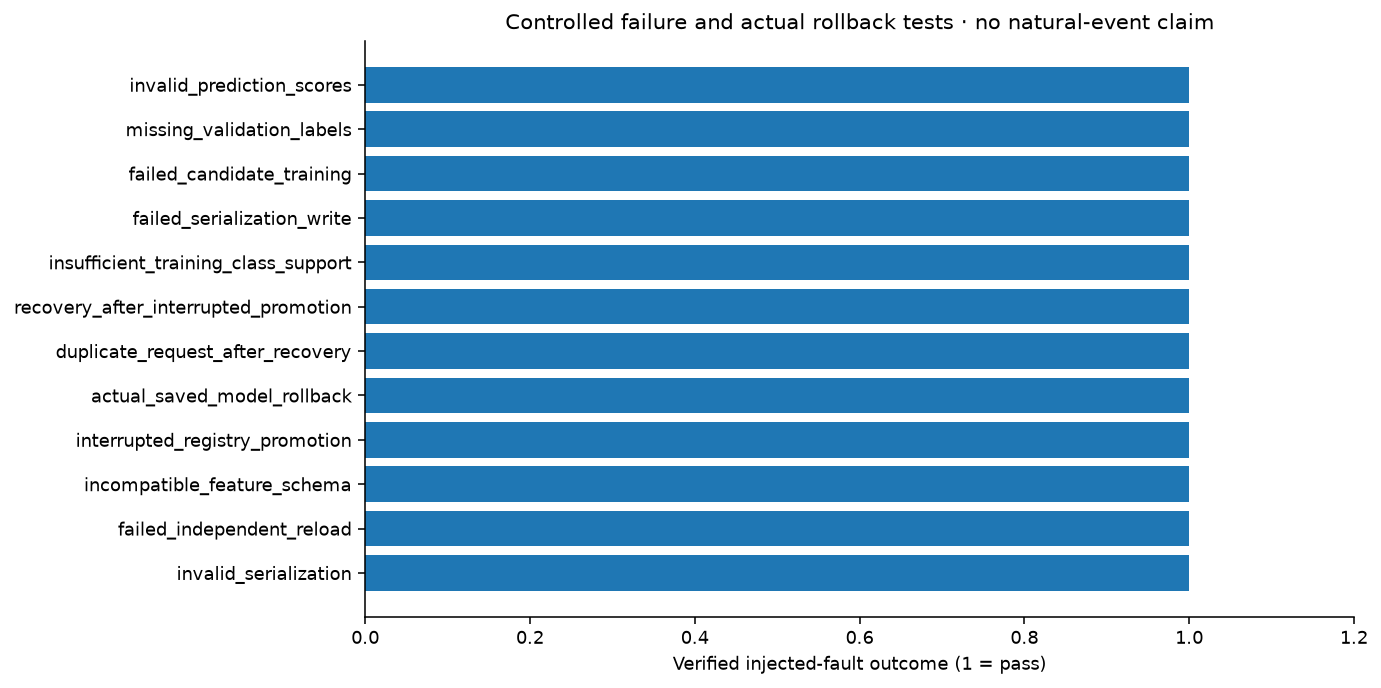 Controlled failure and actual rollback tests · no natural-event claim
invalid_prediction_scores
missing_validation_labels
failed_candidate_training
failed_serialization_write
insufficient_training_class_support
recovery_after_interrupted_promotion
duplicate_request_after_recovery
actual_saved_model_rollback
interrupted_registry_promotion
incompatible_feature_schema
failed_independent_reload
invalid_serialization
0.0 0.2 0.4 0.6 0.8 1.0 1.2
Verified injected-fault outcome (1 = pass)